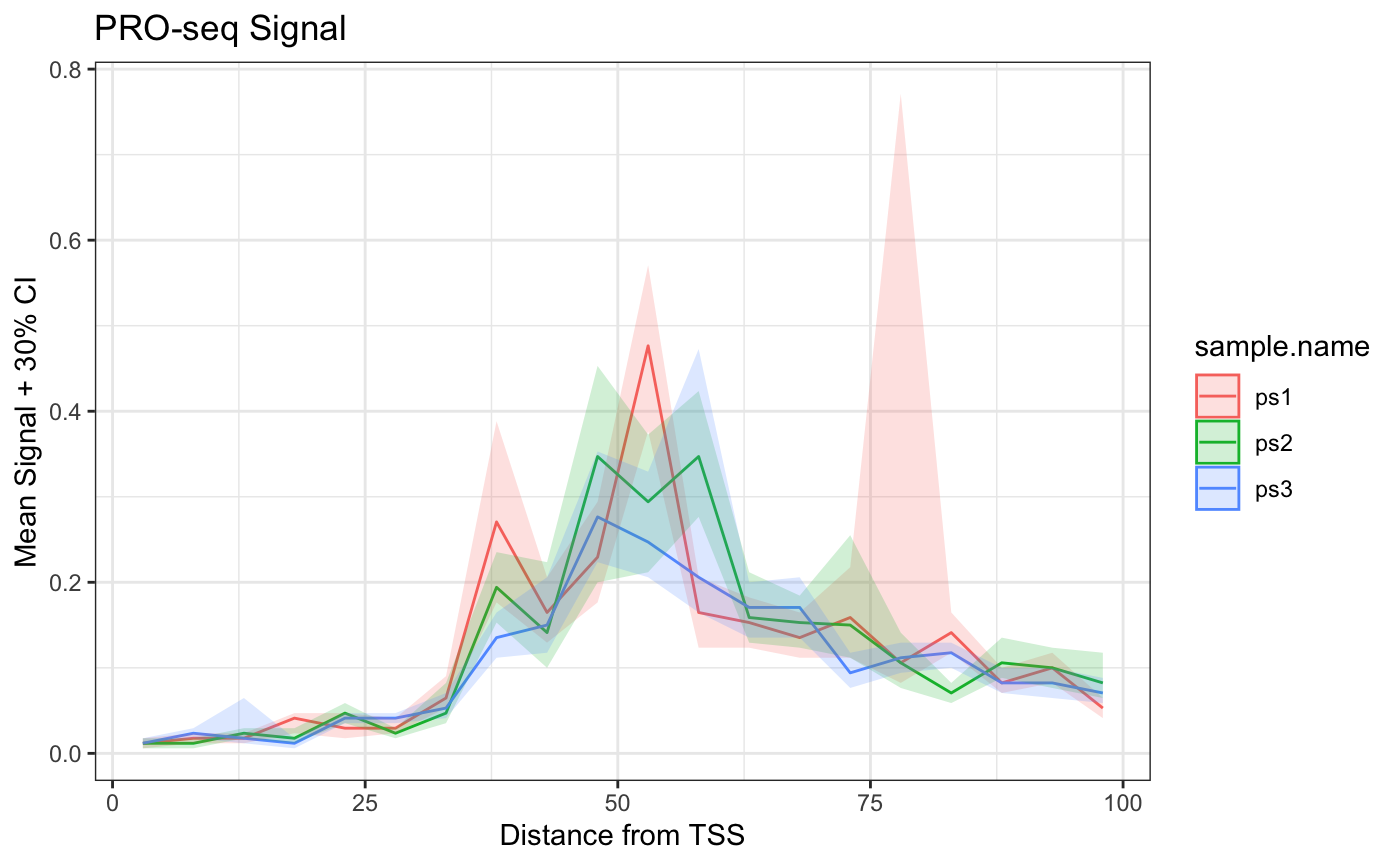 PRO-seq Signal
Mean Signal + 30% CI
0.8
0.6
0.4
0.2
0.0
0
25
50
75
100
Distance from TSS
sample.name
ps1
ps2
ps3